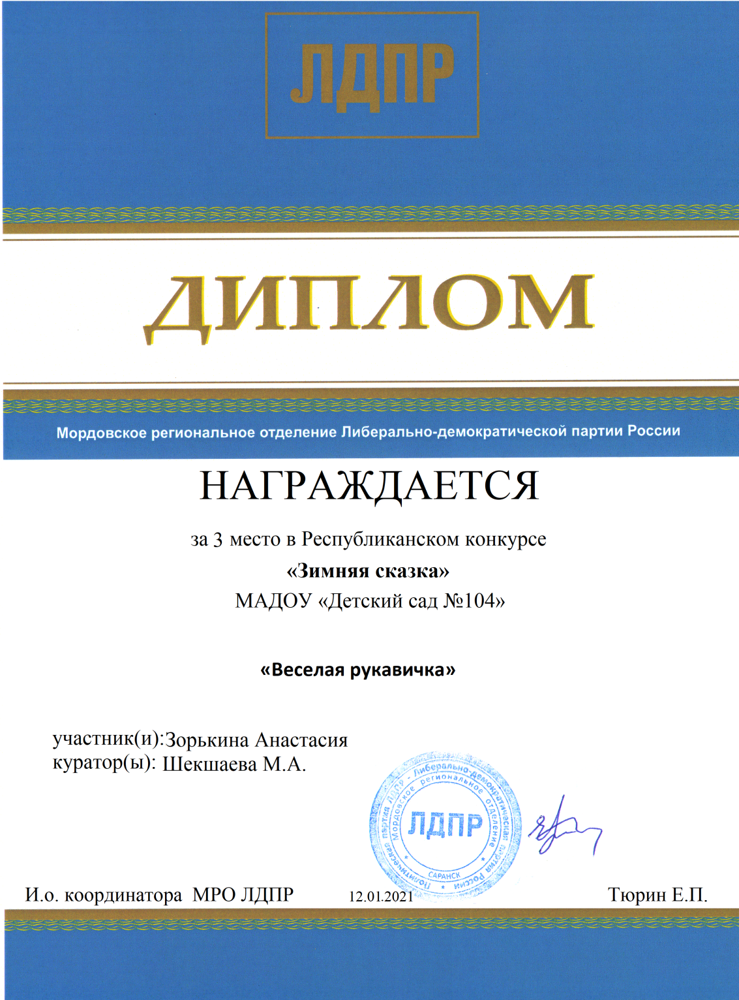 ЛДПР
ДИПЛОМ
Мордовское региональное отделение Либерально-демократической партии России
НАГРАЖДАЕТСЯ
за 3 место в Республиканском конкурсе
«Зимняя сказка»
МАДОУ «Детский сад №104»
«Веселая рукавичка»
участник(и):Зорькина Анастасия
куратор(ы): Шекшаева М.А.
Политическая партия ЛДПР - Либерально-демократическая партия России
Мордовское региональное отделение
ЛДПР
САРАНСК
И.о. координатора МРО ЛДПР 12.01.2021 Тюрин Е.П.